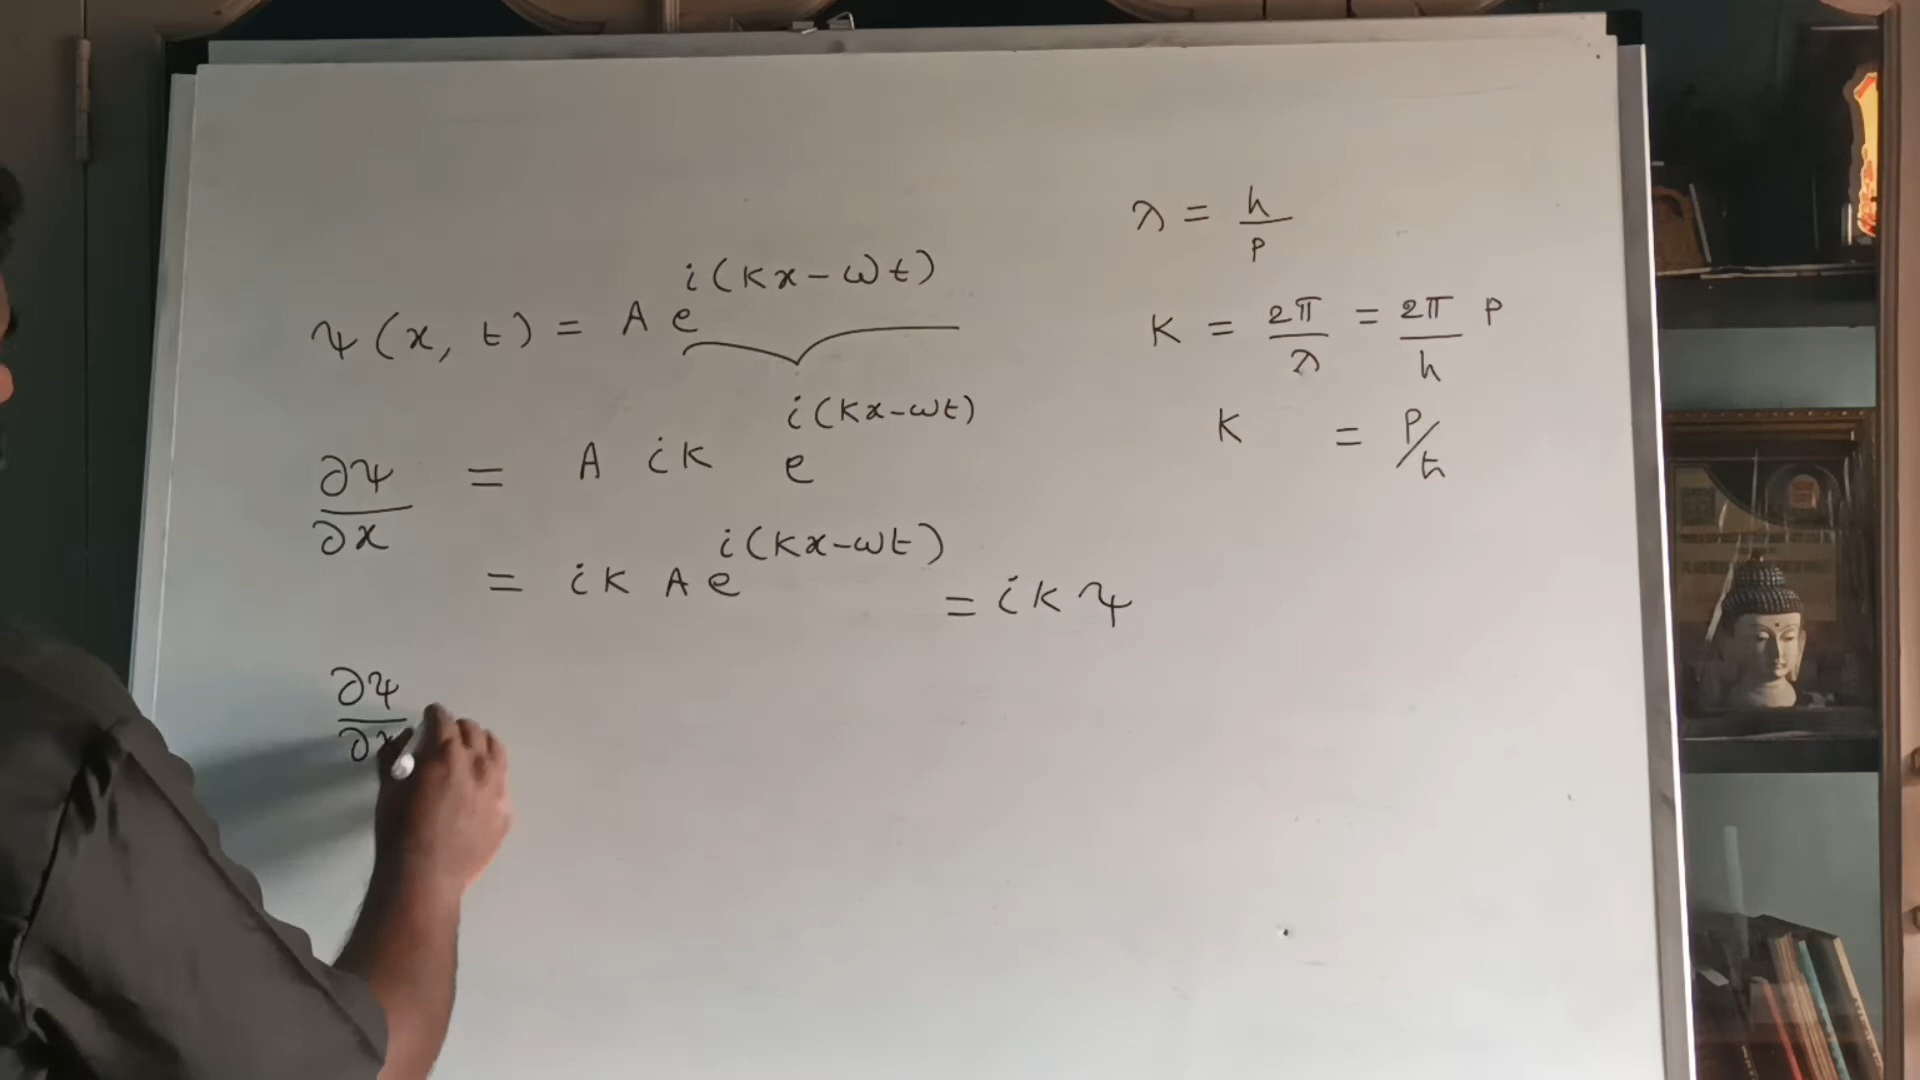 ψ(x, t) = A e^{i(kx-ωt)}
∂ψ/∂x = A ik e^{i(kx-ωt)}
= ik A e^{i(kx-ωt)} = ikψ
∂ψ/∂x
λ = h/p
K = 2π/λ = 2π/h p
K = p/ħ